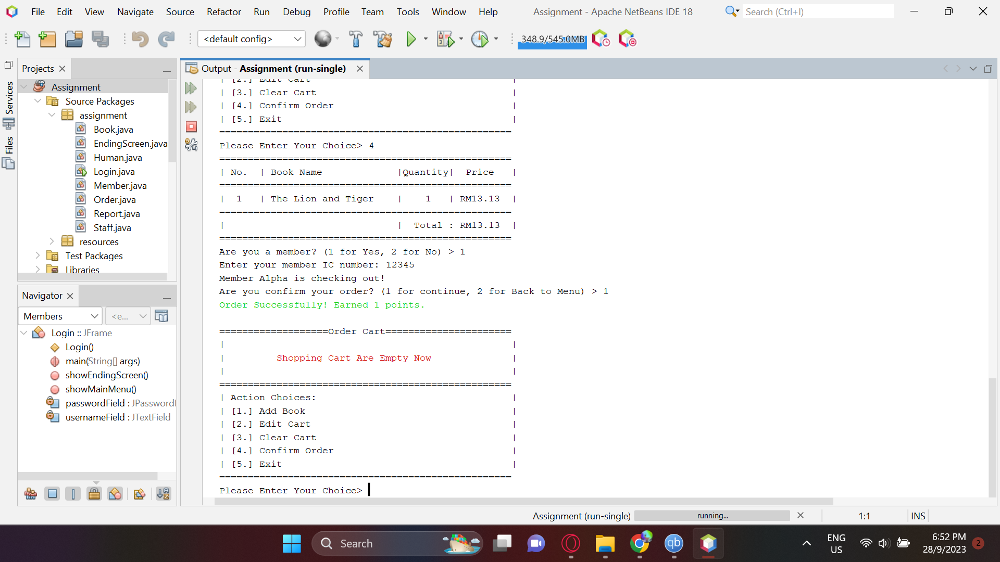 File Edit View Navigate Source Refactor Run Debug Profile Team Tools Window Help Assignment - Apache NetBeans IDE 18 Search (Ctrl+I)
<default config> 348.9/545.0MB
Services
Files
Projects
Assignment
Source Packages
assignment
Book.java
EndingScreen.java
Human.java
Login.java
Member.java
Order.java
Report.java
Staff.java
resources
Test Packages
Libraries
Navigator
Members <e...
Login :: JFrame
Login()
main(String[] args)
showEndingScreen()
showMainMenu()
passwordField : JPassword
usernameField : JTextField
Output - Assignment (run-single)
| [2.] Edit Cart |
| [3.] Clear Cart |
| [4.] Confirm Order |
| [5.] Exit |
===================================================
Please Enter Your Choice> 4
===================================================
| No. | Book Name |Quantity| Price |
===================================================
| 1 | The Lion and Tiger | 1 | RM13.13 |
===================================================
| | Total : RM13.13 |
===================================================
Are you a member? (1 for Yes, 2 for No) > 1
Enter your member IC number: 12345
Member Alpha is checking out!
Are you confirm your order? (1 for continue, 2 for Back to Menu) > 1
Order Successfully! Earned 1 points.
===================Order Cart======================
| |
| Shopping Cart Are Empty Now |
| |
===================================================
| Action Choices: |
| [1.] Add Book |
| [2.] Edit Cart |
| [3.] Clear Cart |
| [4.] Confirm Order |
| [5.] Exit |
===================================================
Please Enter Your Choice>
Assignment (run-single) running... 1:1 INS
Search
ENG
US
6:52 PM
28/9/2023
2
qb